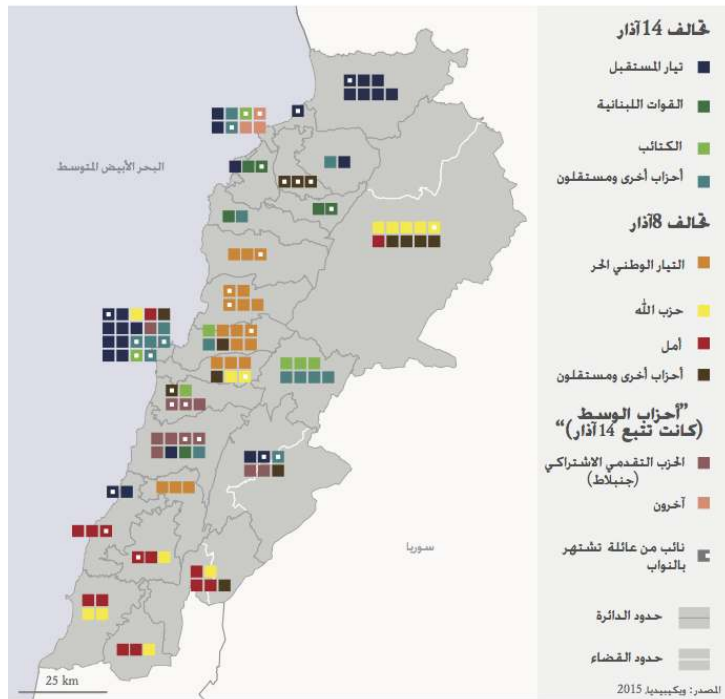 تحالف 14 آذار
تيار المستقبل
القوات اللبنانية
الكتائب
أحزاب أخرى ومستقلون
تحالف 8 آذار
التيار الوطني الحر
حزب الله
أمل
أحزاب أخرى ومستقلون
"أحزاب الوسط
(كانت تتبع 14 آذار)"
الحزب التقدمي الاشتراكي
(جنبلاط)
آخرون
نائب من عائلة تشتهر
بالنواب
حدود الدائرة
حدود القضاء
المصدر: ويكيبيديا، 2015
البحر الأبيض المتوسط
سوريا
25 km